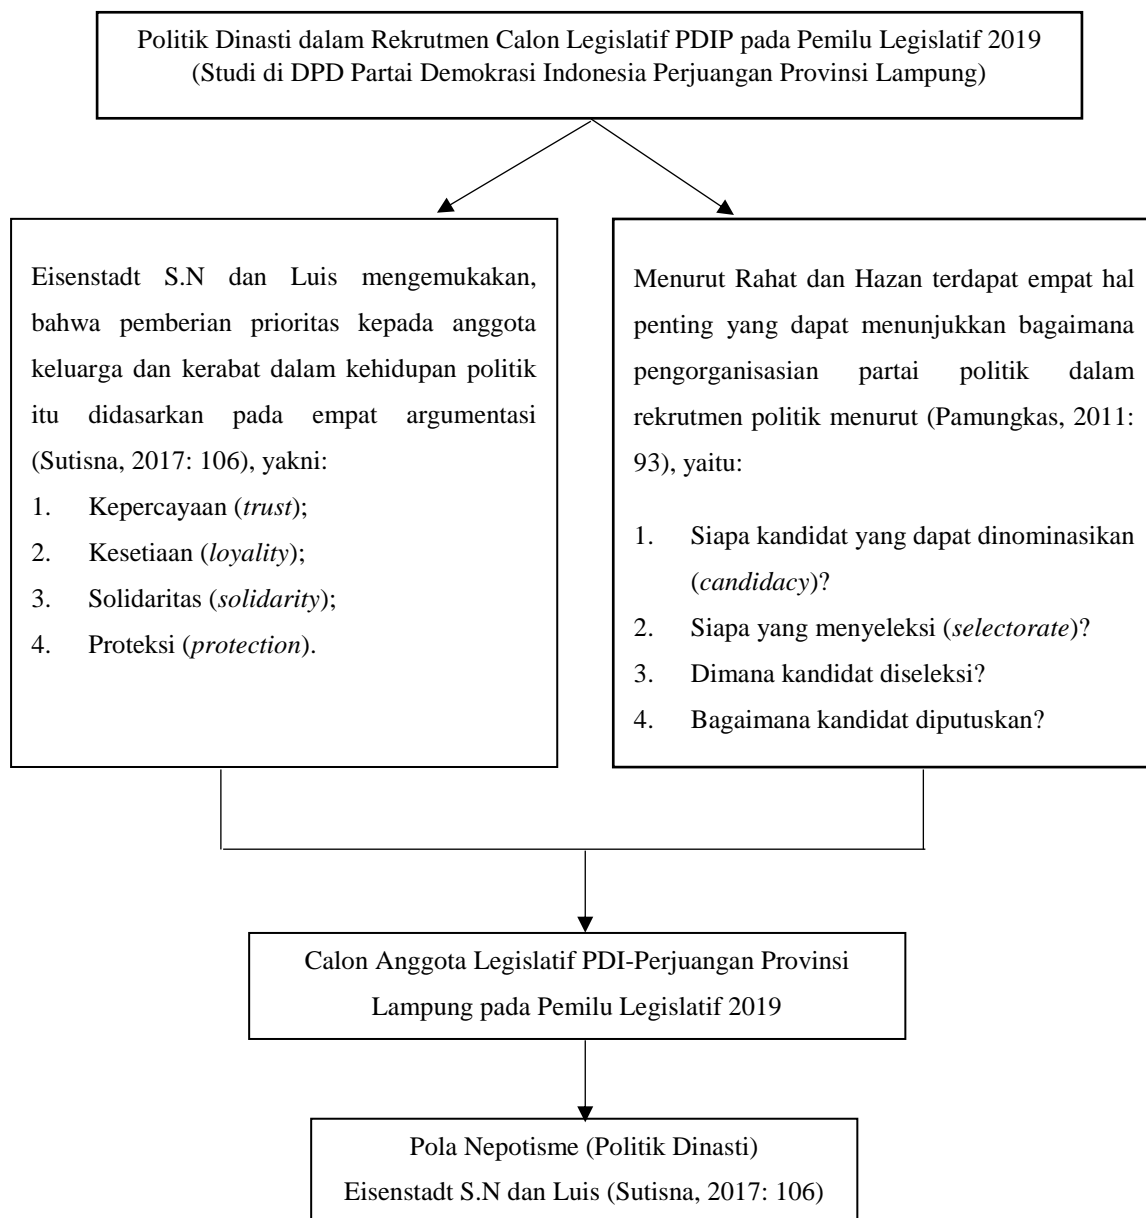 Politik Dinasti dalam Rekrutmen Calon Legislatif PDIP pada Pemilu Legislatif 2019
(Studi di DPD Partai Demokrasi Indonesia Perjuangan Provinsi Lampung)
Eisenstadt S.N dan Luis mengemukakan,
bahwa pemberian prioritas kepada anggota
keluarga dan kerabat dalam kehidupan politik
itu didasarkan pada empat argumentasi
(Sutisna, 2017: 106), yakni:
1. Kepercayaan (trust);
2. Kesetiaan (loyality);
3. Solidaritas (solidarity);
4. Proteksi (protection).
Menurut Rahat dan Hazan terdapat empat hal
penting yang dapat menunjukkan bagaimana
pengorganisasian partai politik dalam
rekrutmen politik menurut (Pamungkas, 2011:
93), yaitu:
1. Siapa kandidat yang dapat dinominasikan
(candidacy)?
2. Siapa yang menyeleksi (selectorate)?
3. Dimana kandidat diseleksi?
4. Bagaimana kandidat diputuskan?
Calon Anggota Legislatif PDI-Perjuangan Provinsi
Lampung pada Pemilu Legislatif 2019
Pola Nepotisme (Politik Dinasti)
Eisenstadt S.N dan Luis (Sutisna, 2017: 106)